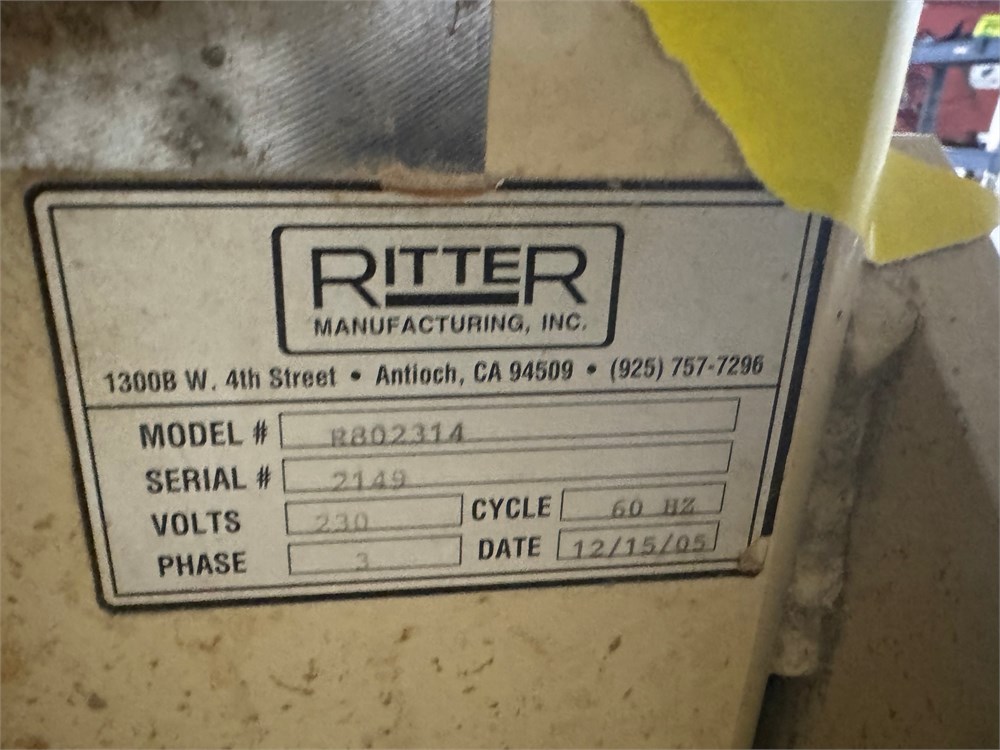 RITTER
MANUFACTURING, INC.
1300B W. 4th Street • Antioch, CA 94509 • (925) 757-7296
MODEL # R802314
SERIAL # 2149
VOLTS 230 CYCLE 60 HZ
PHASE 3 DATE 12/15/05